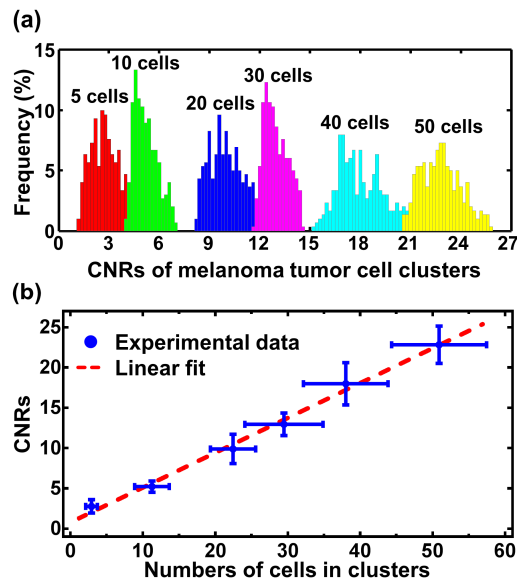 (a)
15
10
5
0
Frequency (%)
5 cells
10 cells
20 cells
30 cells
40 cells
50 cells
0 3 6 9 12 15 18 21 24 27
CNRs of melanoma tumor cell clusters
(b)
25
20
15
10
5
0
CNRs
Experimental data
Linear fit
0 10 20 30 40 50 60
Numbers of cells in clusters